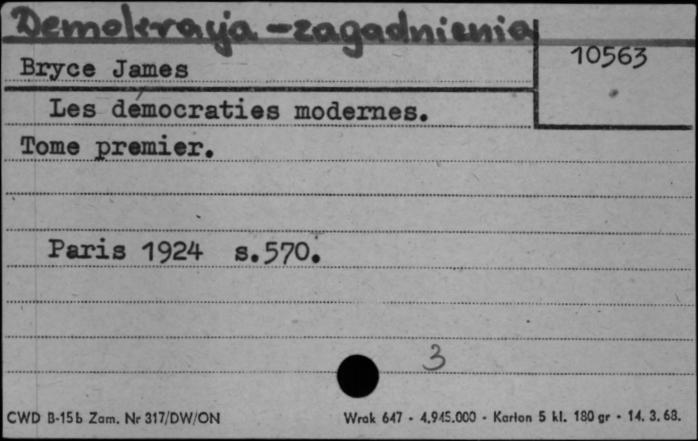 Demokracja - zagadnienia
10563
Bryce James
Les démocraties modernes.
Tome premier.
Paris 1924 s.570.
3
CWD B-15b Zam. Nr 317/DW/ON
Wrak 647 - 4.945.000 - Karton 5 kl. 180 gr - 14. 3. 68.